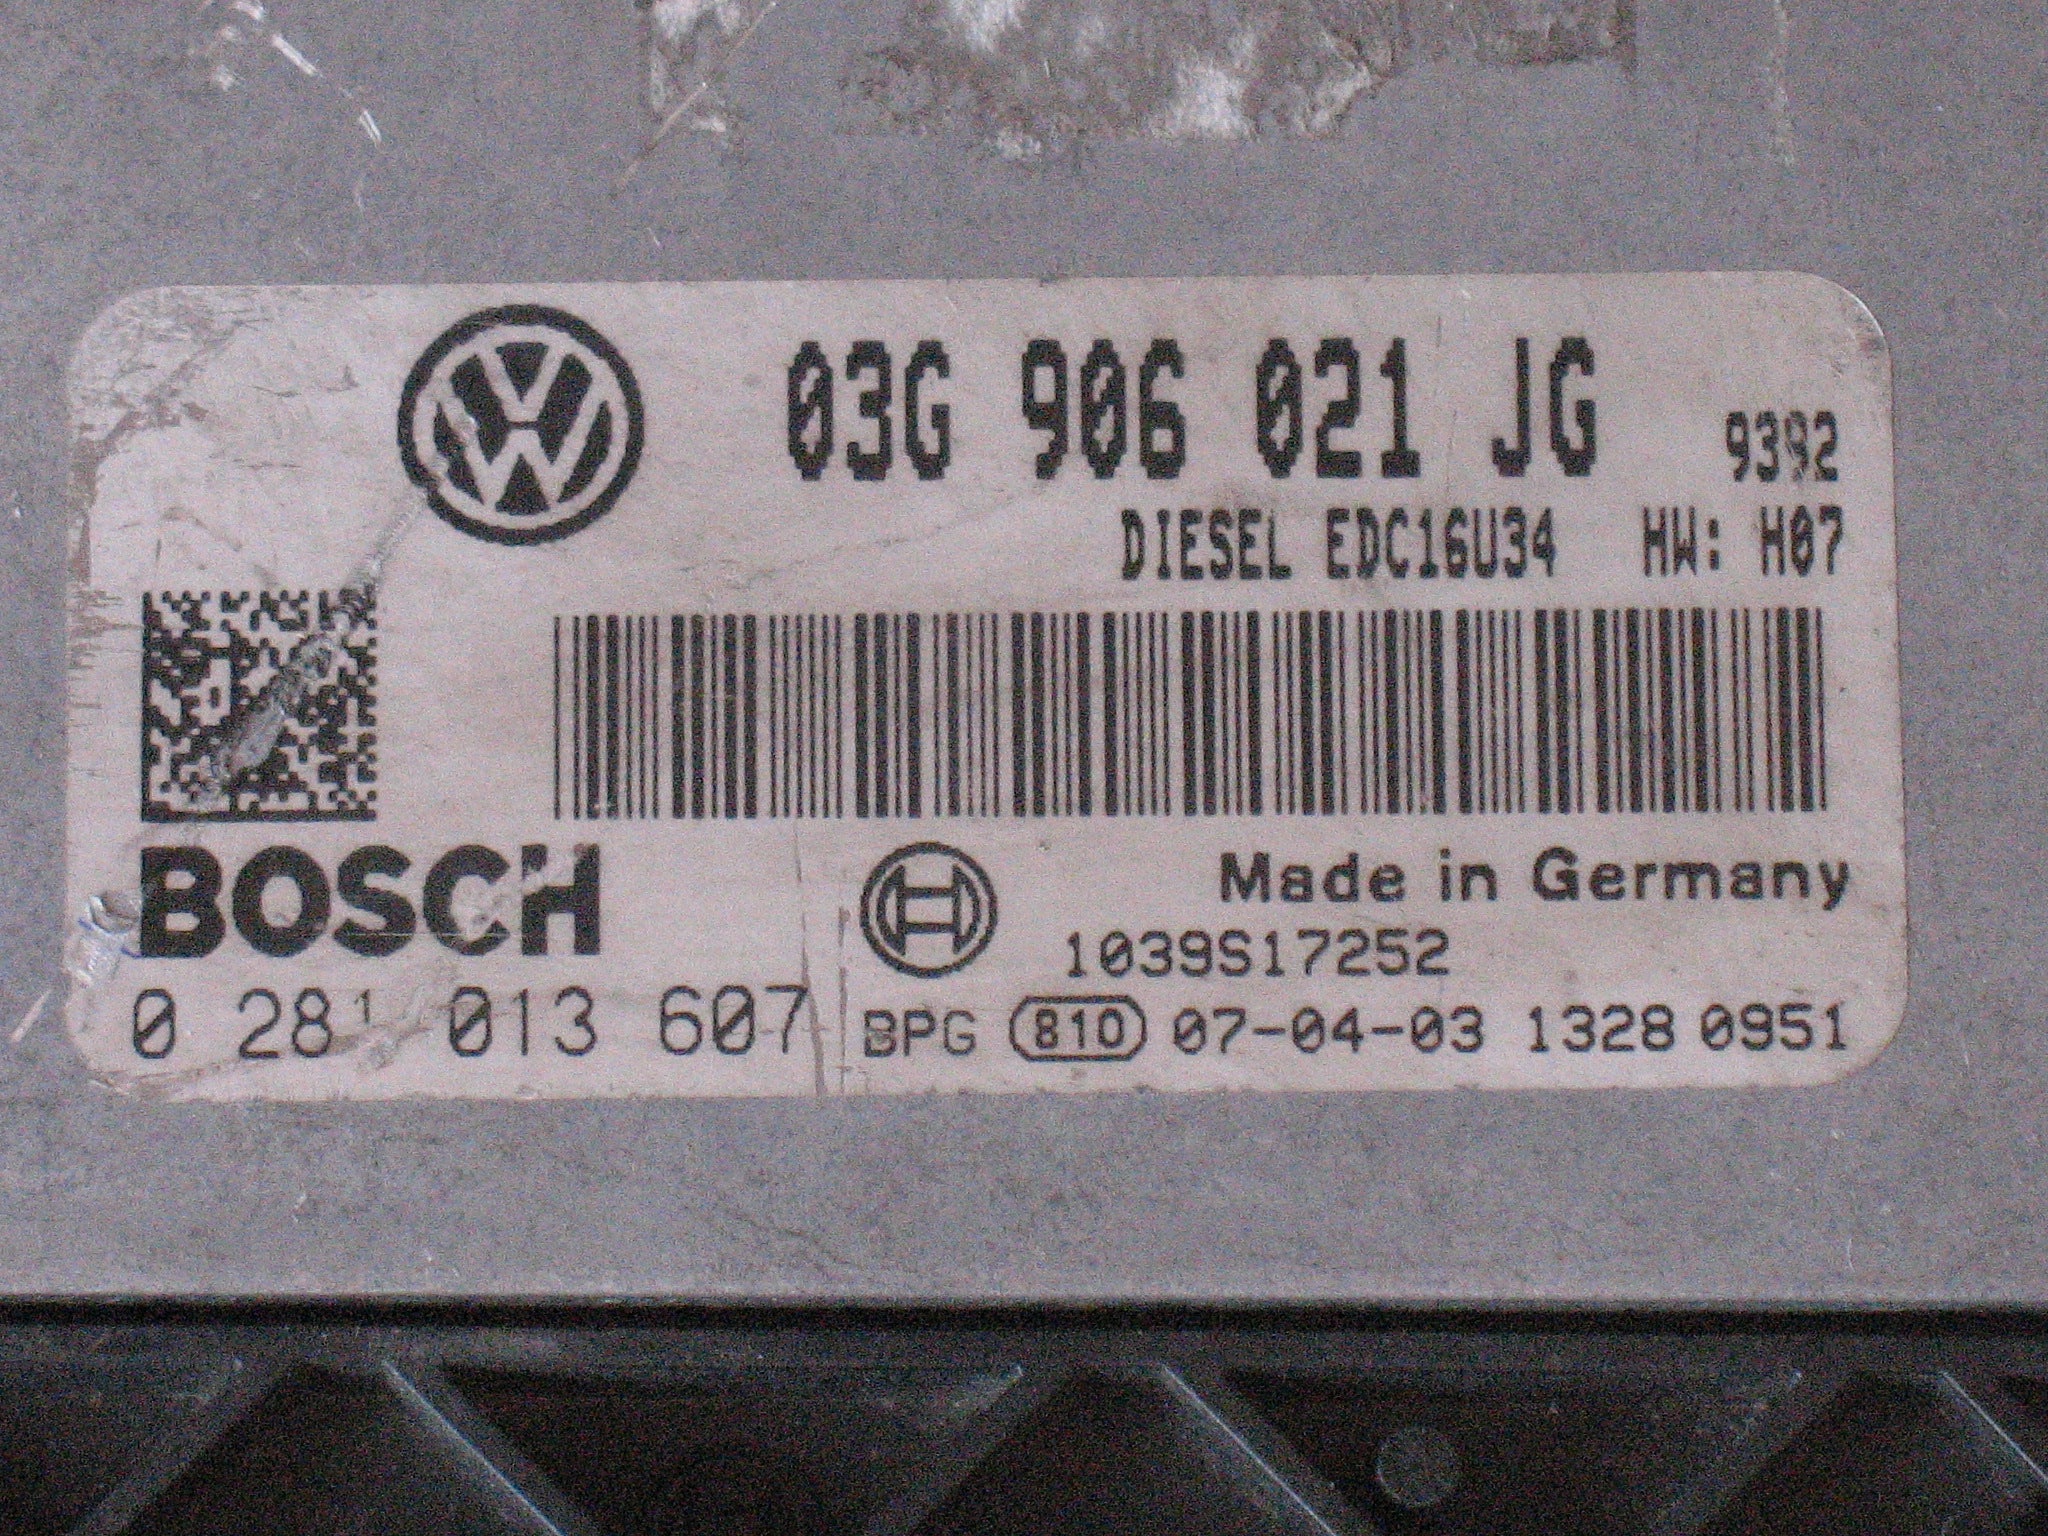 03G 906 021 JG 9392
DIESEL EDC16U34 HW: H07
BOSCH
Made in Germany
1039S17252
0 281 013 607 BPG 810 07-04-03 1328 0951